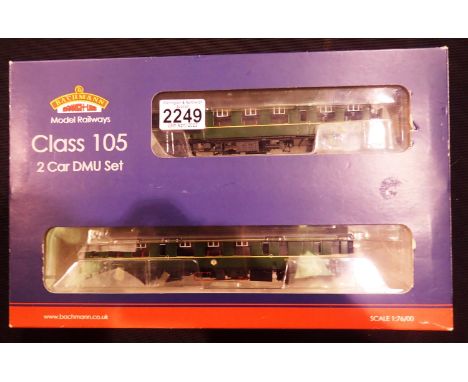 BACHMANN
BRANCH-LINE
Model Railways
Class 105
2 Car DMU Set
2249
www.bachmann.co.uk
SCALE 1:76/00